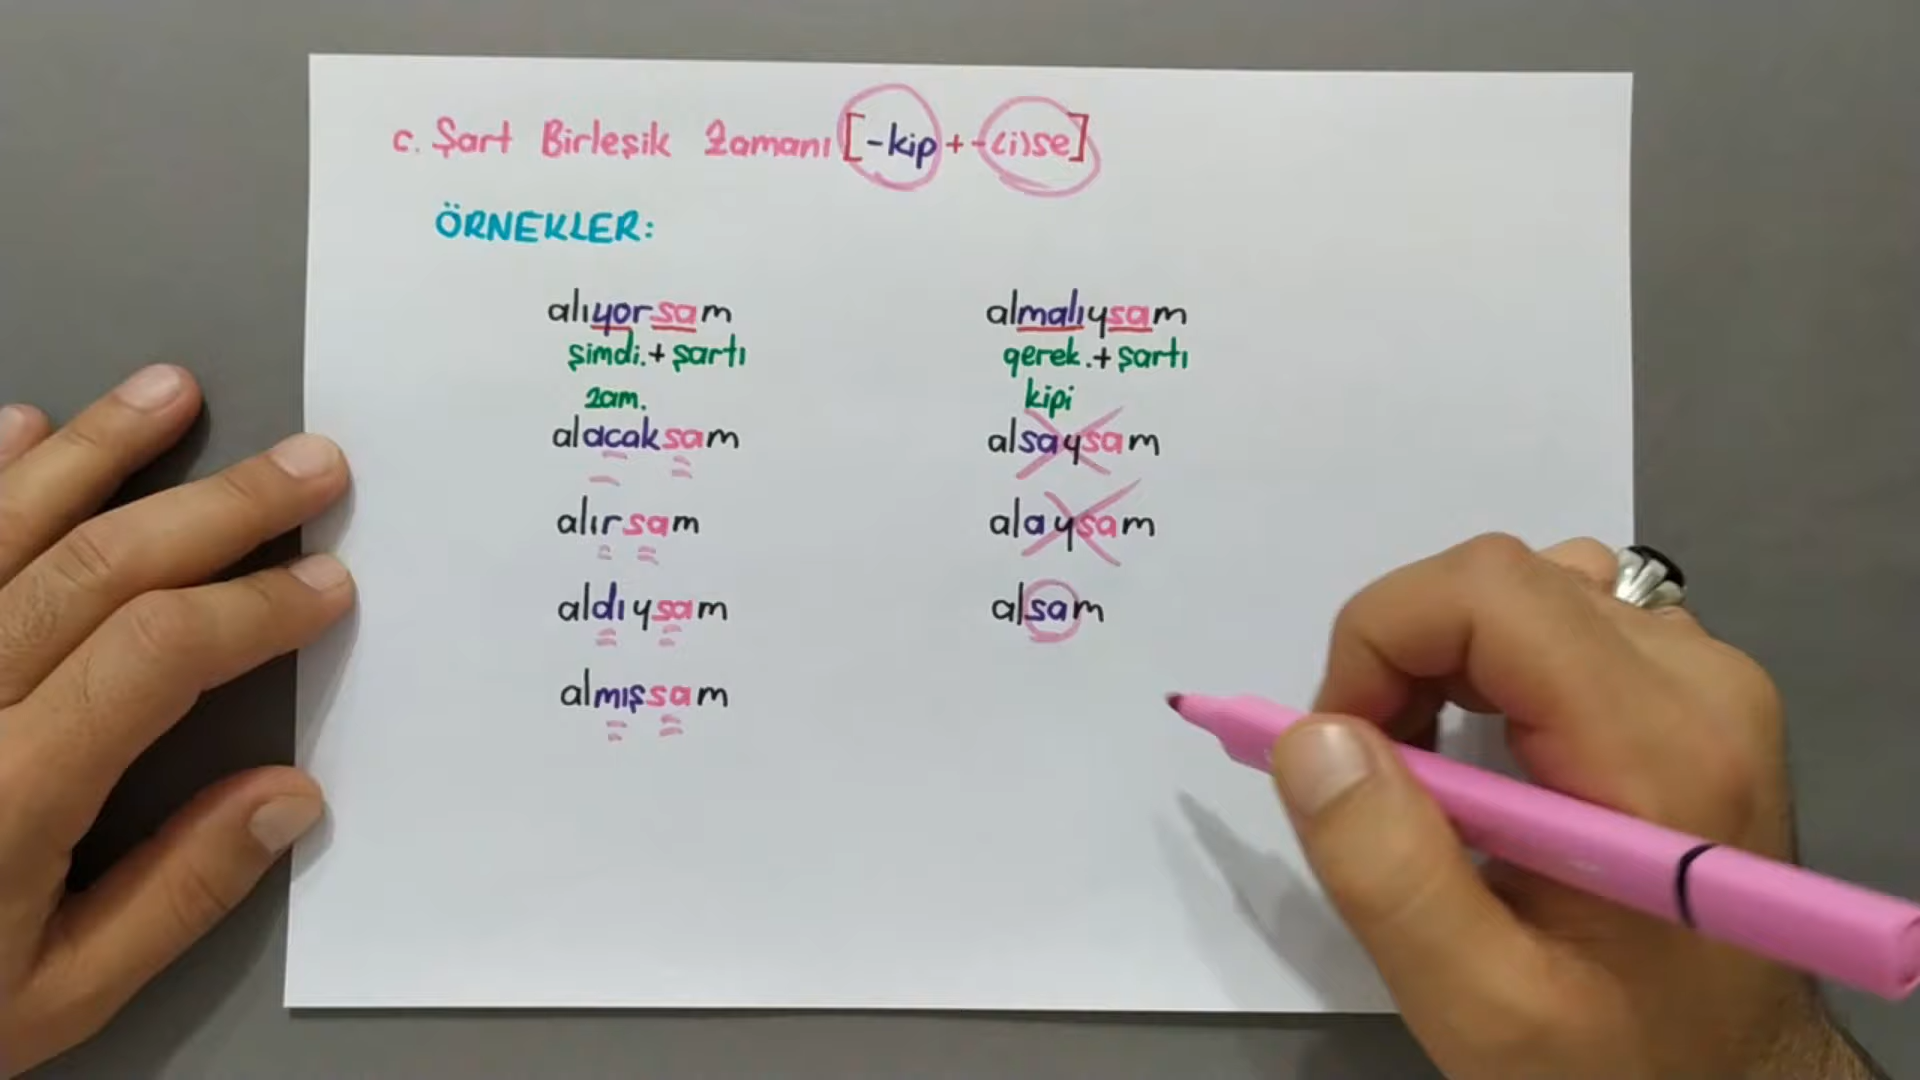 c. Şart Birleşik Zamanı [-kip + -(i)se]
ÖRNEKLER:
alıyorsam
şimdi. + şartı
zam.
alacaksam
alırsam
aldıysam
almışsam
almalıysam
gerek. + şartı
kipi
alsaysam
alaysam
alsam